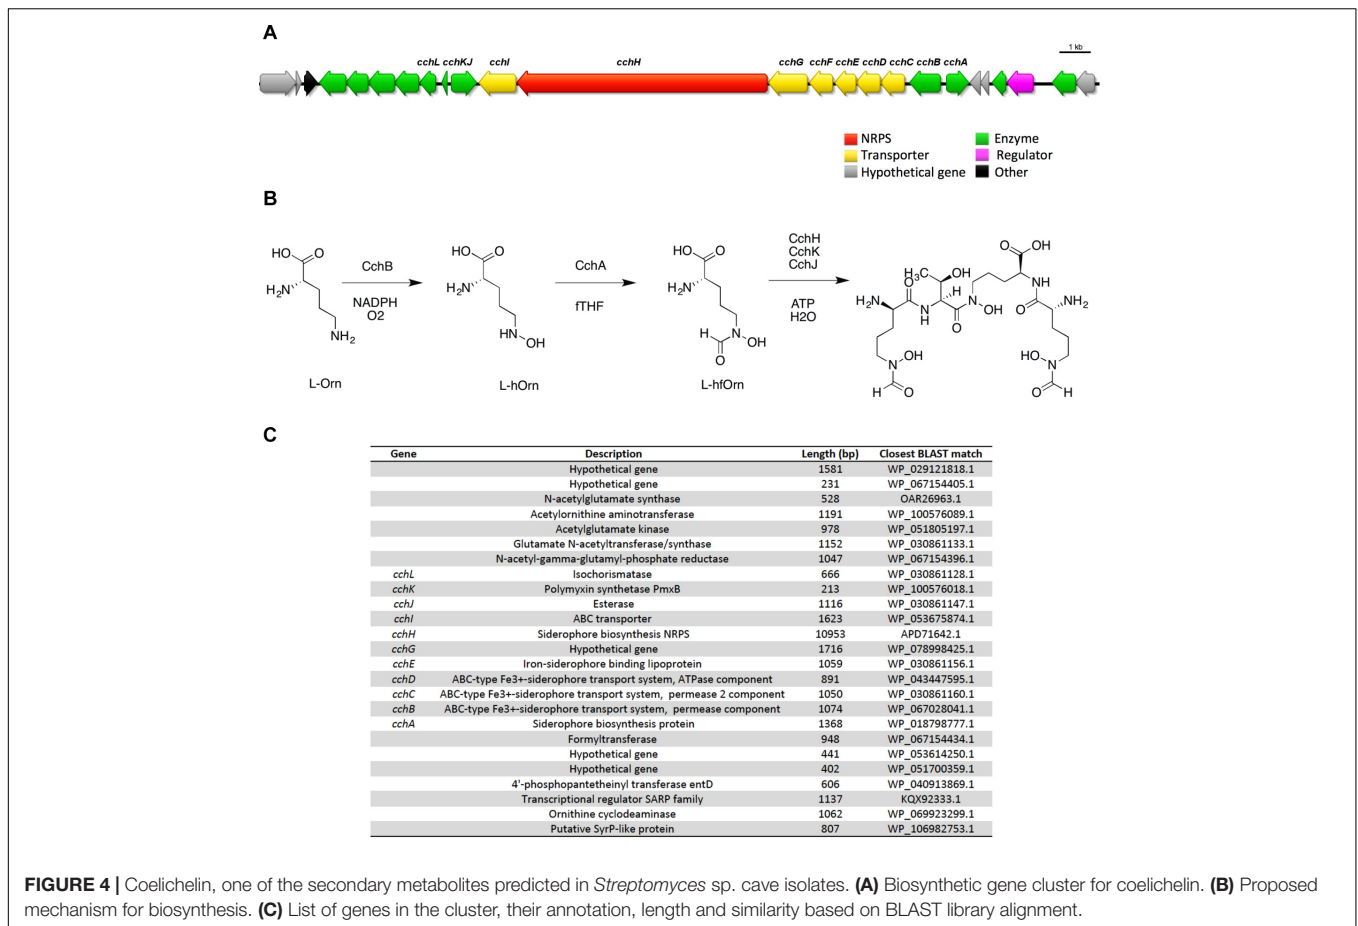 A
1 kb
cchL cchKJ cchI cchH cchG cchF cchE cchD cchC cchB cchA
NRPS Enzyme
Transporter Regulator
Hypothetical gene Other
B
HO O
H2N
NH2
L-Orn
CchB
NADPH
O2
HO O
H2N
HN
OH
L-hOrn
CchA
fTHF
HO O
H2N
N
OH
H
O
L-hfOrn
CchH
CchK
CchJ
ATP
H2O
O OH
H3C OH
O H NH
H2N N OH O NH2
N
H
O
OH HO
N N
H O O H
C
Gene Description Length (bp) Closest BLAST match
Hypothetical gene 1581 WP_029121818.1
Hypothetical gene 231 WP_067154405.1
N-acetylglutamate synthase 528 OAR26963.1
Acetylornithine aminotransferase 1191 WP_100576089.1
Acetylglutamate kinase 978 WP_051805197.1
Glutamate N-acetyltransferase/synthase 1152 WP_030861133.1
N-acetyl-gamma-glutamyl-phosphate reductase 1047 WP_067154396.1
cchL Isochorismatase 666 WP_030861128.1
cchK Polymyxin synthetase PmxB 213 WP_100576018.1
cchJ Esterase 1116 WP_030861147.1
cchI ABC transporter 1623 WP_053675874.1
cchH Siderophore biosynthesis NRPS 10953 APD71642.1
cchG Hypothetical gene 1716 WP_078998425.1
cchE Iron-siderophore binding lipoprotein 1059 WP_030861156.1
cchD ABC-type Fe3+-siderophore transport system, ATPase component 891 WP_043447595.1
cchC ABC-type Fe3+-siderophore transport system, permease 2 component 1050 WP_030861160.1
cchB ABC-type Fe3+-siderophore transport system, permease component 1074 WP_067028041.1
cchA Siderophore biosynthesis protein 1368 WP_018798777.1
Formyltransferase 948 WP_067154434.1
Hypothetical gene 441 WP_053614250.1
Hypothetical gene 402 WP_051700359.1
4'-phosphopantetheinyl transferase entD 606 WP_040913869.1
Transcriptional regulator SARP family 1137 KQX92333.1
Ornithine cyclodeaminase 1062 WP_069923299.1
Putative SyrP-like protein 807 WP_106982753.1
FIGURE 4 | Coelichelin, one of the secondary metabolites predicted in Streptomyces sp. cave isolates. (A) Biosynthetic gene cluster for coelichelin. (B) Proposed
mechanism for biosynthesis. (C) List of genes in the cluster, their annotation, length and similarity based on BLAST library alignment.